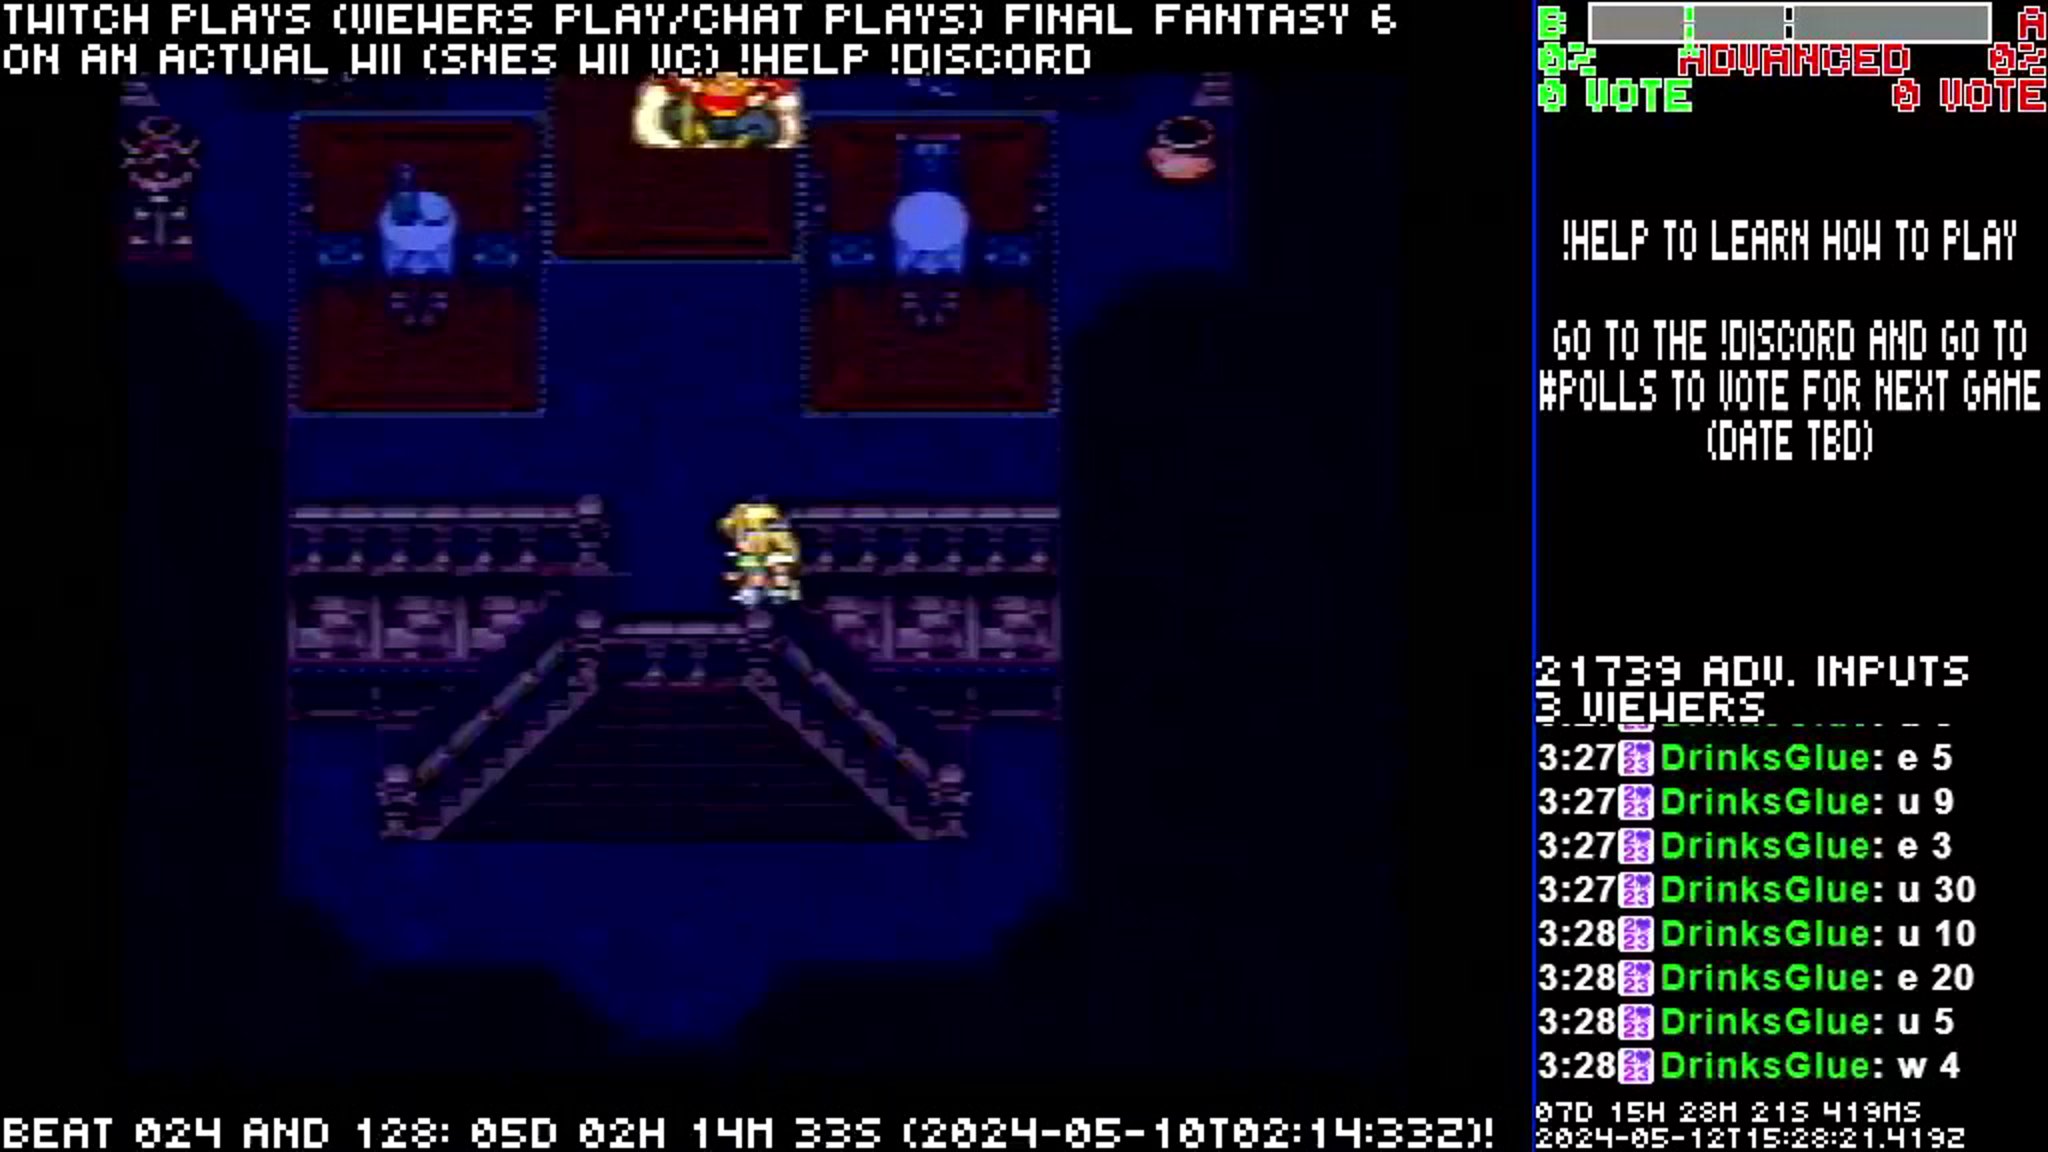 TWITCH PLAYS (VIEWERS PLAY/CHAT PLAYS) FINAL FANTASY 6
ON AN ACTUAL WII (SNES WII VC) !HELP !DISCORD
B A
0% ADVANCED 0%
0 VOTE 0 VOTE
!HELP TO LEARN HOW TO PLAY
GO TO THE !DISCORD AND GO TO
#POLLS TO VOTE FOR NEXT GAME
(DATE TBD)
21739 ADV. INPUTS
3 VIEWERS
3:27 DrinksGlue: e 5
3:27 DrinksGlue: u 9
3:27 DrinksGlue: e 3
3:27 DrinksGlue: u 30
3:28 DrinksGlue: u 10
3:28 DrinksGlue: e 20
3:28 DrinksGlue: u 5
3:28 DrinksGlue: w 4
07D 15H 28M 21S 419MS
2024-05-12T15:28:21.419Z
BEAT 024 AND 128: 05D 02H 14M 33S (2024-05-10T02:14:33Z)!